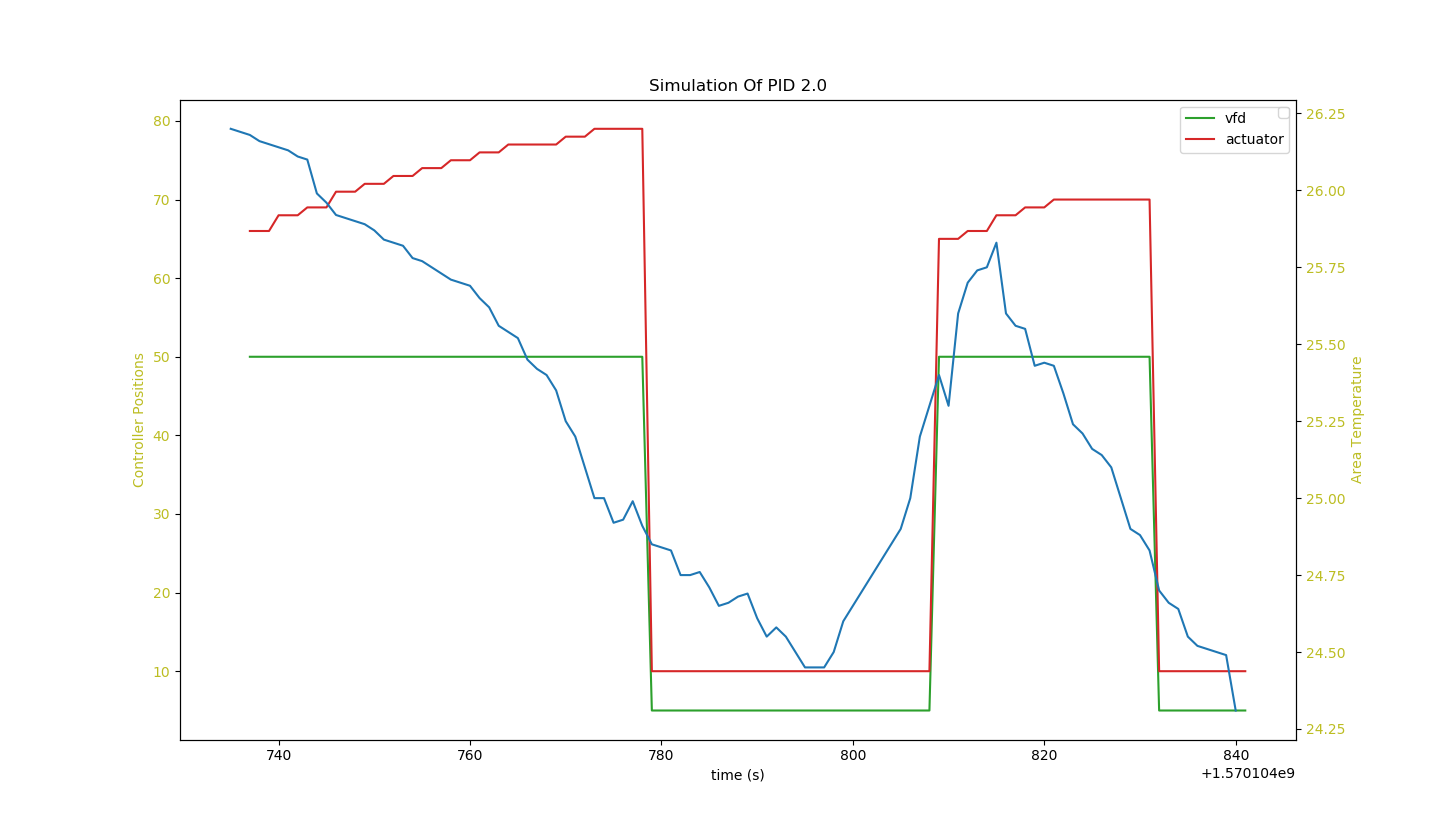 Simulation Of PID 2.0
vfd
actuator
80
70
60
50
40
30
20
10
Controller Positions
26.25
26.00
25.75
25.50
25.25
25.00
24.75
24.50
24.25
Area Temperature
740 760 780 800 820 840
time (s)
+1.570104e9